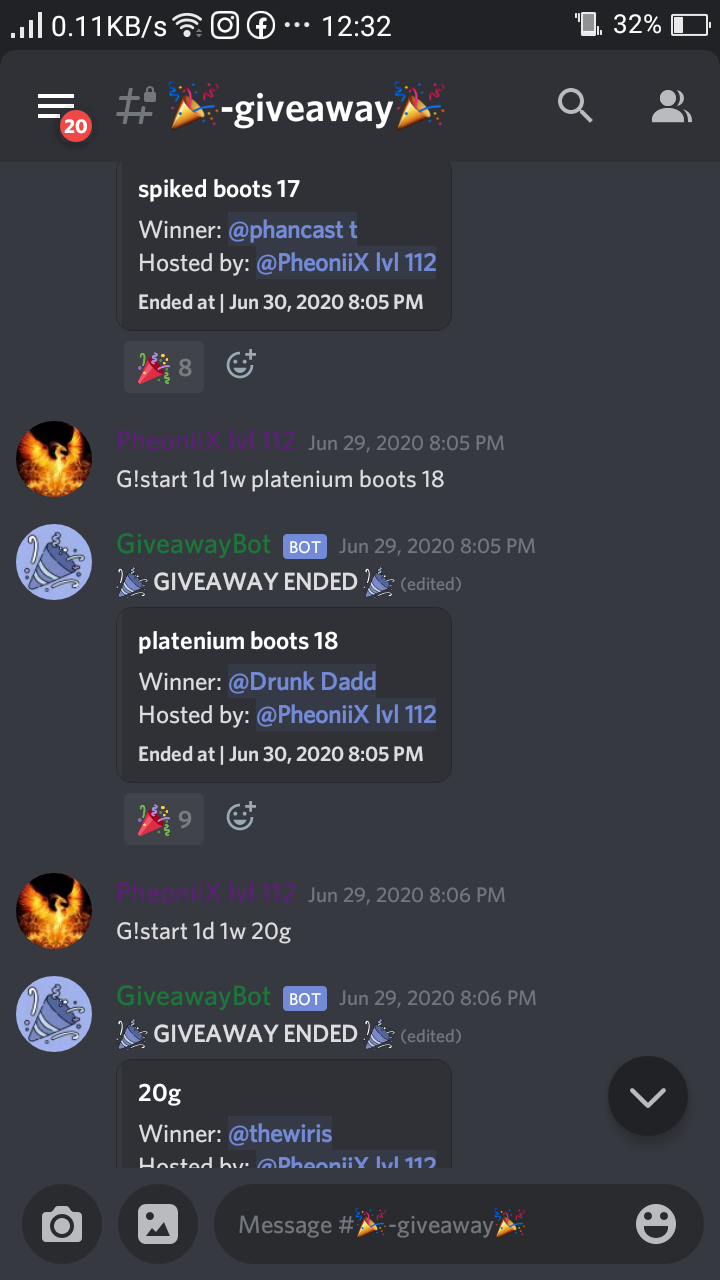 0.11KB/s ··· 12:32 32%
20 🎉-giveaway🎉
spiked boots 17
Winner: @phancast t
Hosted by: @PheoniiX lvl 112
Ended at | Jun 30, 2020 8:05 PM
🎉 8
PheoniiX lvl 112 Jun 29, 2020 8:05 PM
G!start 1d 1w platenium boots 18
GiveawayBot BOT Jun 29, 2020 8:05 PM
🎉 GIVEAWAY ENDED 🎉 (edited)
platenium boots 18
Winner: @Drunk Dadd
Hosted by: @PheoniiX lvl 112
Ended at | Jun 30, 2020 8:05 PM
🎉 9
PheoniiX lvl 112 Jun 29, 2020 8:06 PM
G!start 1d 1w 20g
GiveawayBot BOT Jun 29, 2020 8:06 PM
🎉 GIVEAWAY ENDED 🎉 (edited)
20g
Winner: @thewiris
Hosted by: @PheoniiX lvl 112
Message #🎉-giveaway🎉